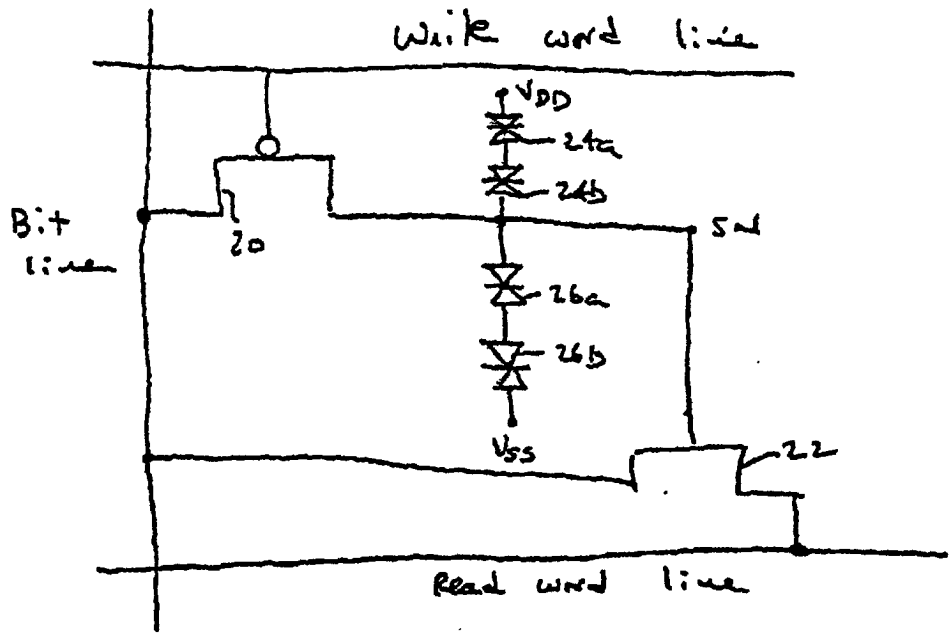 Write word line
VDD
24a
24b
Bit
line
20
SN
26a
26b
VSS
22
Read word line